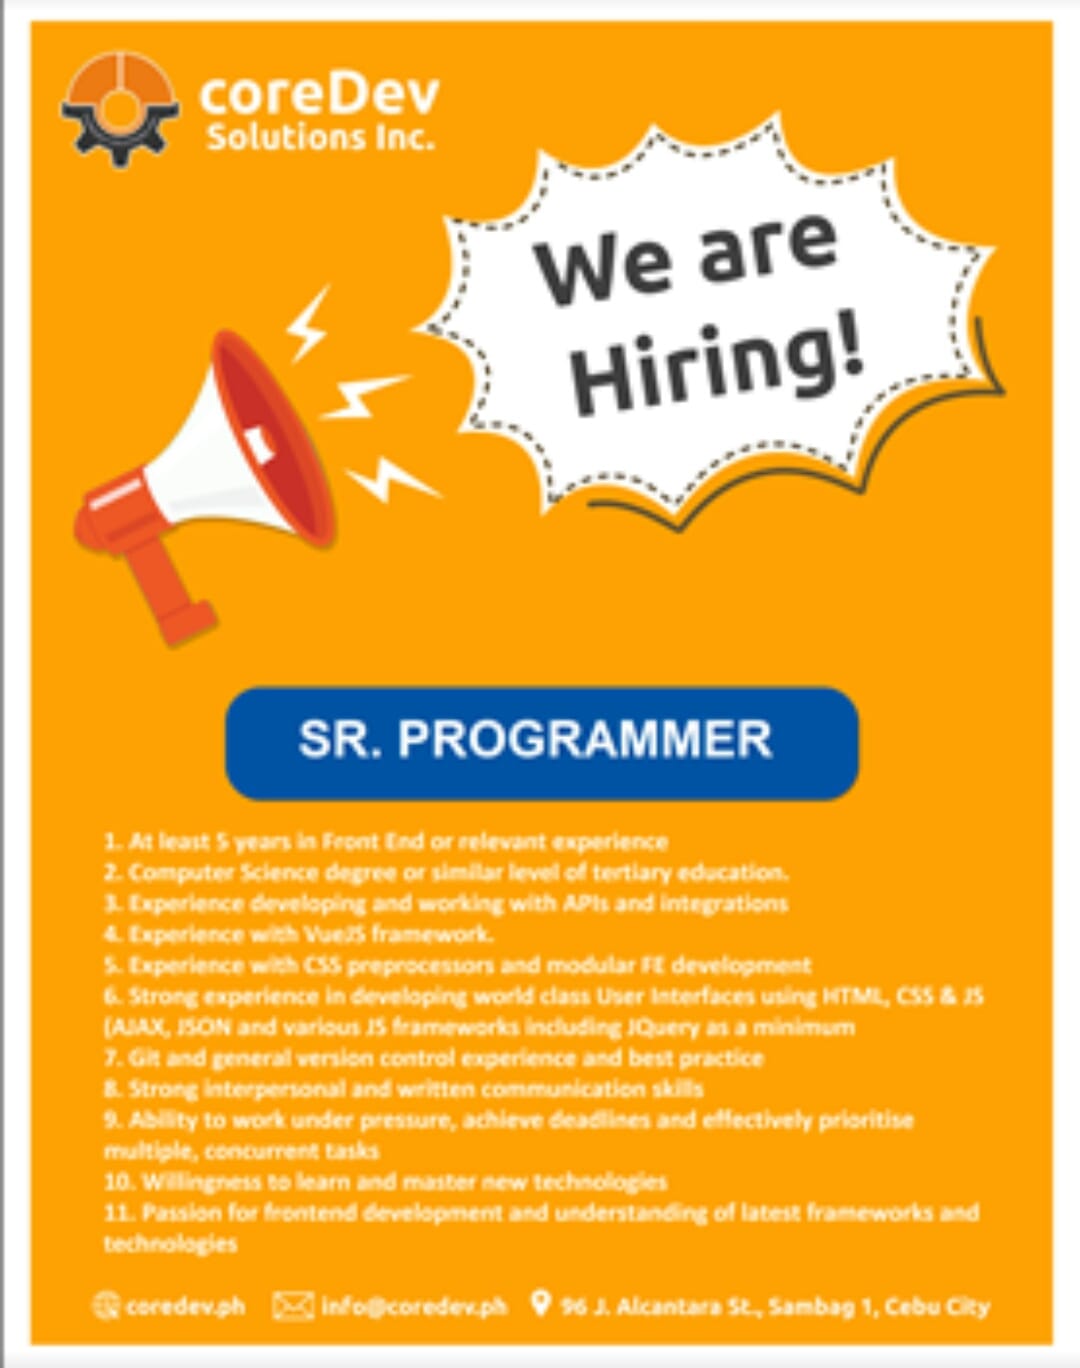 coreDev
Solutions Inc.
We are
Hiring!
SR. PROGRAMMER
1. At least 5 years in Front End or relevant experience
2. Computer Science degree or similar level of tertiary education.
3. Experience developing and working with APIs and integrations
4. Experience with VueJS framework.
5. Experience with CSS preprocessors and modular FE development
6. Strong experience in developing world class User Interfaces using HTML, CSS & JS
(AJAX, JSON and various JS frameworks including JQuery as a minimum
7. Git and general version control experience and best practice
8. Strong interpersonal and written communication skills
9. Ability to work under pressure, achieve deadlines and effectively prioritise
multiple, concurrent tasks
10. Willingness to learn and master new technologies
11. Passion for frontend development and understanding of latest frameworks and
technologies
coredev.ph info@coredev.ph 96 J. Alcantara St., Sambag 1, Cebu City